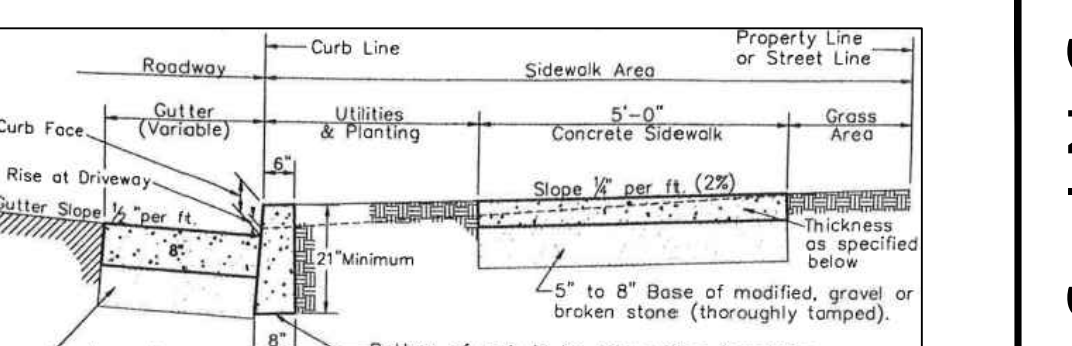 Curb Line
Property Line
or Street Line
Roadway
Sidewalk Area
Gutter
(Variable)
Utilities
& Planting
5'-0"
Concrete Sidewalk
Grass
Area
Curb Face
6"
Rise at Driveway
Slope ¼" per ft. (2%)
Gutter Slope ½" per ft.
8"
21" Minimum
Thickness
as specified
below
5" to 8" Base of modified, gravel or
broken stone (thoroughly tamped).
8"